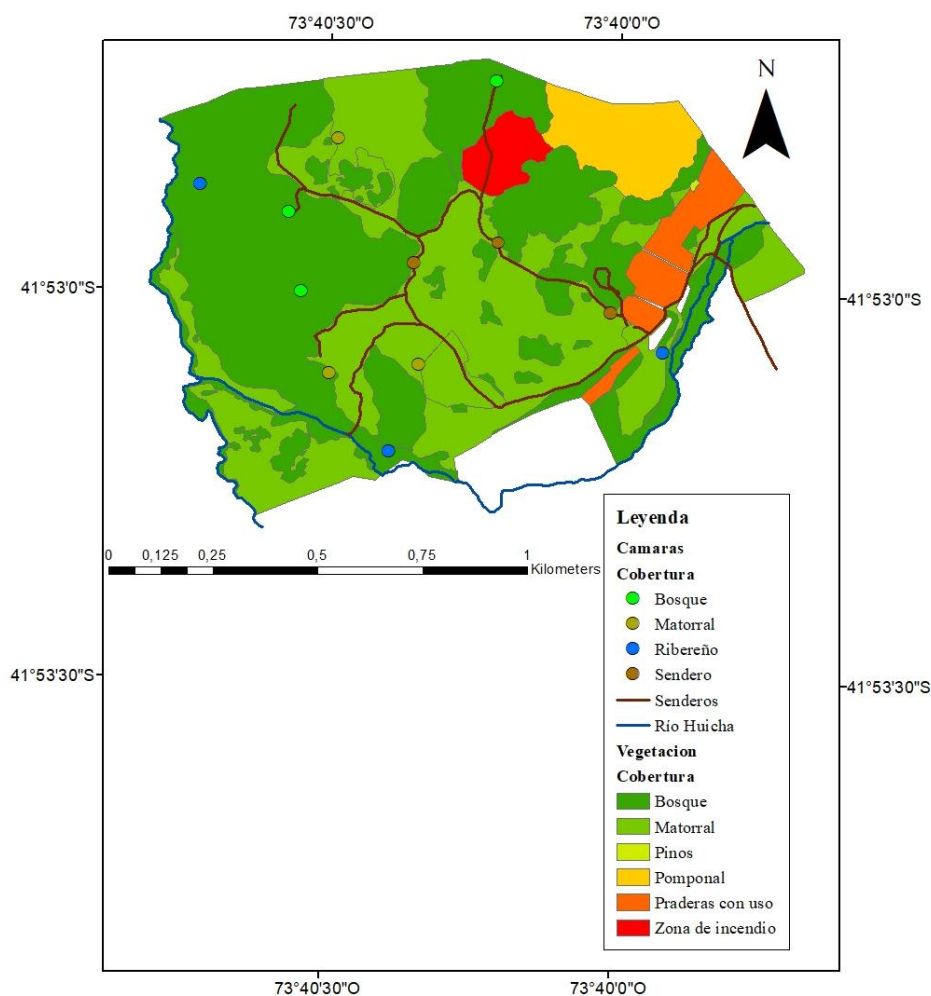 73°40'30"O 73°40'0"O
N
41°53'0"S 41°53'0"S
0 0,125 0,25 0,5 0,75 1
Kilometers
Leyenda
Camaras
Cobertura
Bosque
Matorral
Ribereño
Sendero
Senderos
Río Huicha
Vegetacion
Cobertura
Bosque
Matorral
Pinos
Pomponal
Praderas con uso
Zona de incendio
41°53'30"S 41°53'30"S
73°40'30"O 73°40'0"O